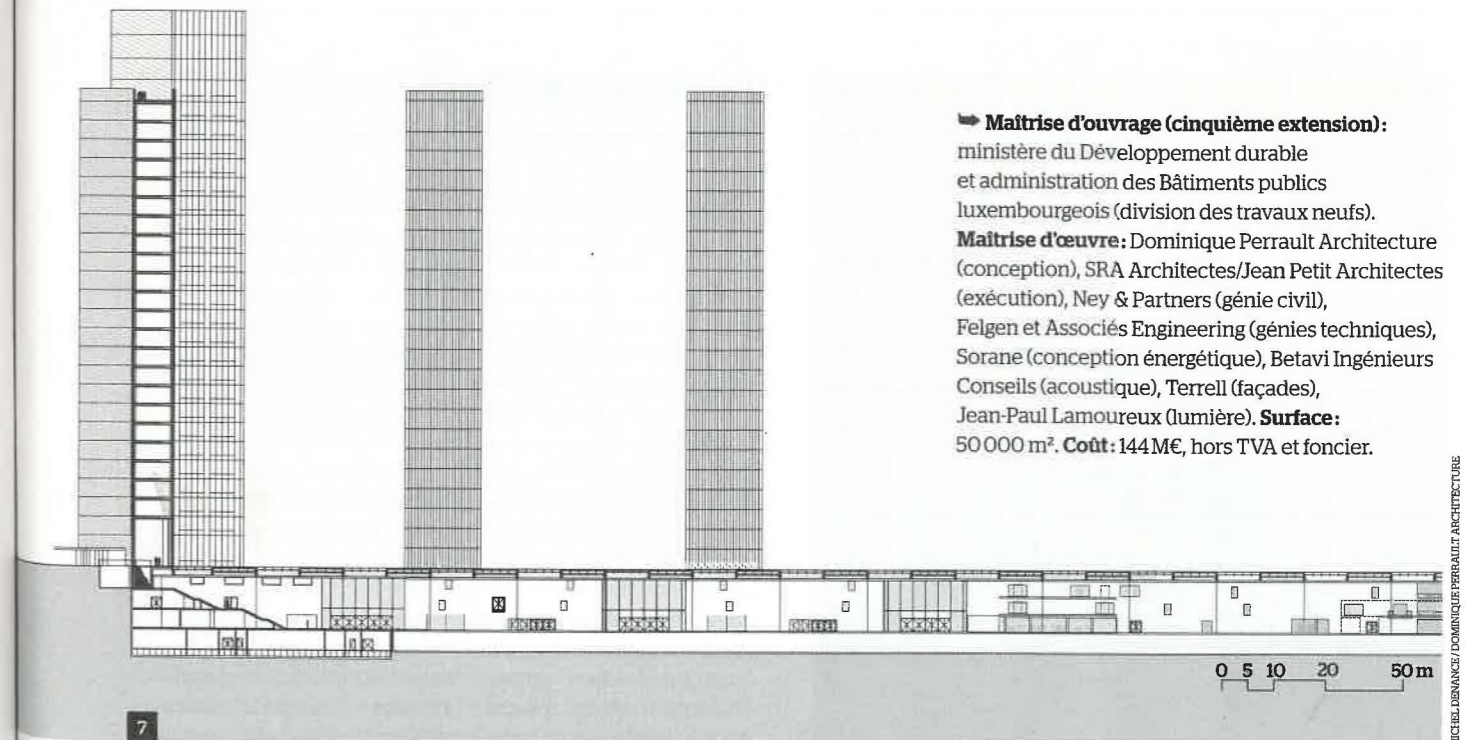 ➥ Maîtrise d'ouvrage (cinquième extension):
ministère du Développement durable
et administration des Bâtiments publics
luxembourgeois (division des travaux neufs).
Maîtrise d'œuvre: Dominique Perrault Architecture
(conception), SRA Architectes/Jean Petit Architectes
(exécution), Ney & Partners (génie civil),
Felgen et Associés Engineering (génies techniques),
Sorane (conception énergétique), Betavi Ingénieurs
Conseils (acoustique), Terrell (façades),
Jean-Paul Lamoureux (lumière). Surface:
50 000 m². Coût: 144 M€, hors TVA et foncier.
0 5 10 20 50 m
7
MICHEL DENANCE / DOMINIQUE PERRAULT ARCHITECTURE